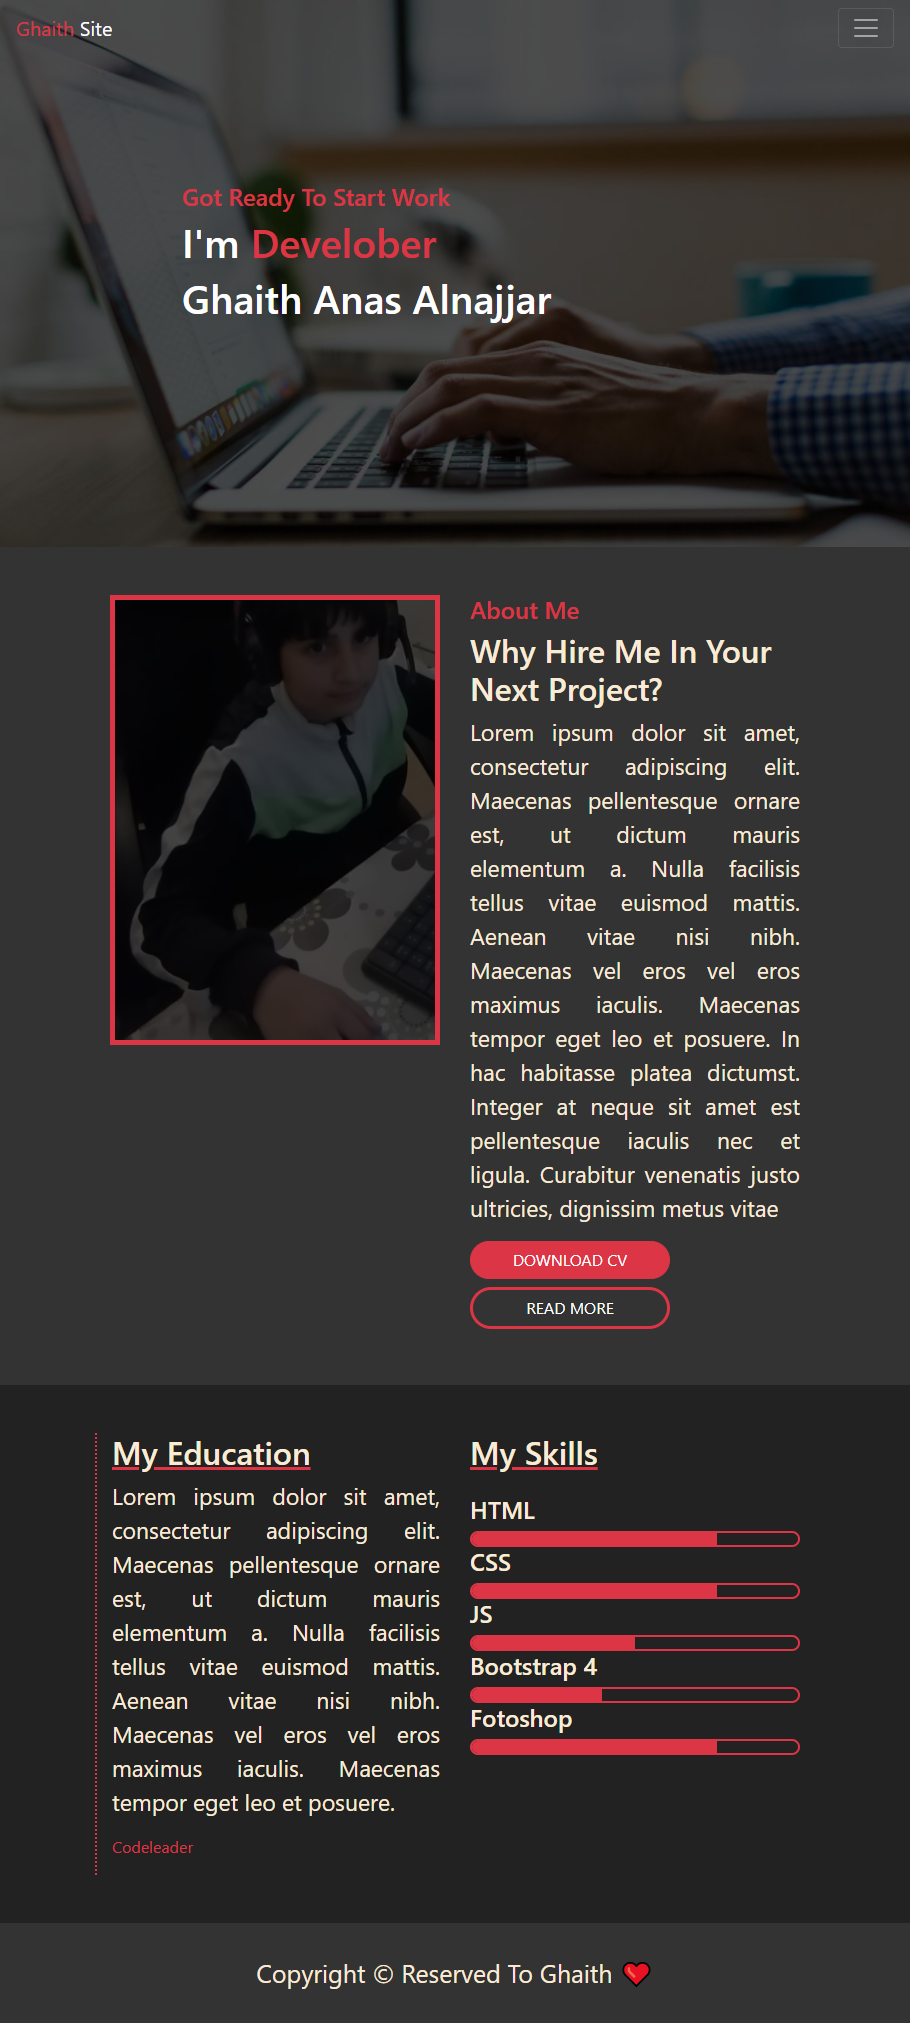 Ghaith Site
Got Ready To Start Work
I'm Develober
Ghaith Anas Alnajjar
About Me
Why Hire Me In Your
Next Project?
Lorem ipsum dolor sit amet,
consectetur adipiscing elit.
Maecenas pellentesque ornare
est, ut dictum mauris
elementum a. Nulla facilisis
tellus vitae euismod mattis.
Aenean vitae nisi nibh.
Maecenas vel eros vel eros
maximus iaculis. Maecenas
tempor eget leo et posuere. In
hac habitasse platea dictumst.
Integer at neque sit amet est
pellentesque iaculis nec et
ligula. Curabitur venenatis justo
ultricies, dignissim metus vitae
DOWNLOAD CV
READ MORE
My Education
Lorem ipsum dolor sit amet,
consectetur adipiscing elit.
Maecenas pellentesque ornare
est, ut dictum mauris
elementum a. Nulla facilisis
tellus vitae euismod mattis.
Aenean vitae nisi nibh.
Maecenas vel eros vel eros
maximus iaculis. Maecenas
tempor eget leo et posuere.
Codeleader
My Skills
HTML
CSS
JS
Bootstrap 4
Fotoshop
Copyright © Reserved To Ghaith